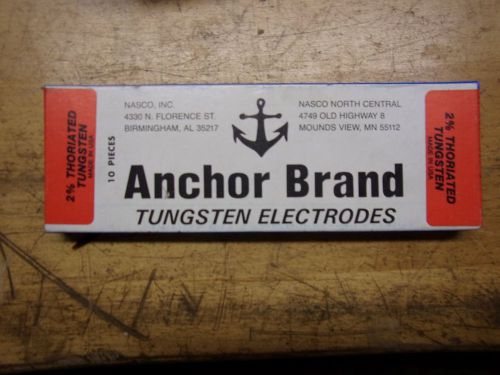 2% THORIATED
TUNGSTEN
MADE IN USA
10 PIECES
NASCO, INC.
4330 N. FLORENCE ST.
BIRMINGHAM, AL 35217
NASCO NORTH CENTRAL
4749 OLD HIGHWAY 8
MOUNDS VIEW, MN 55112
Anchor Brand
TUNGSTEN ELECTRODES
2% THORIATED
TUNGSTEN
MADE IN USA